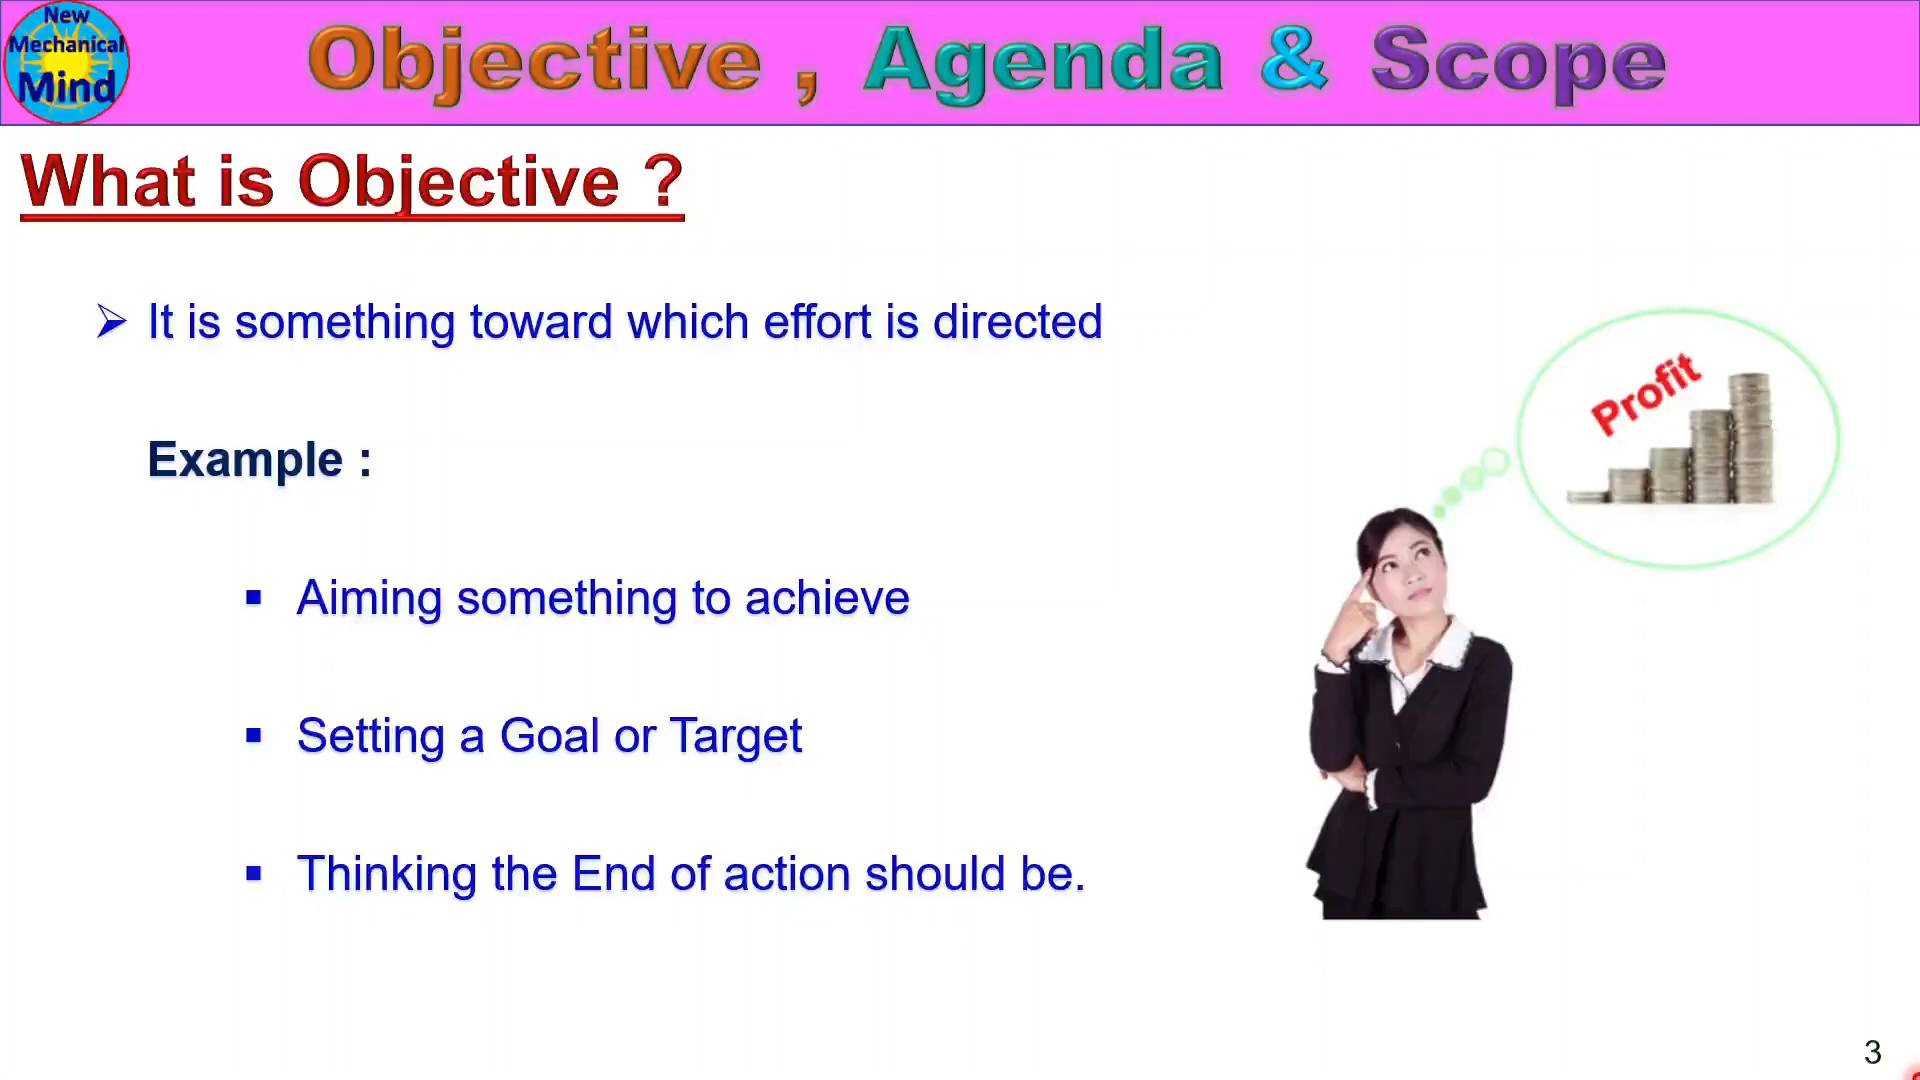 New
Mechanical
Mind
Objective , Agenda & Scope
What is Objective ?
It is something toward which effort is directed
Example :
Aiming something to achieve
Setting a Goal or Target
Thinking the End of action should be.
Profit
3